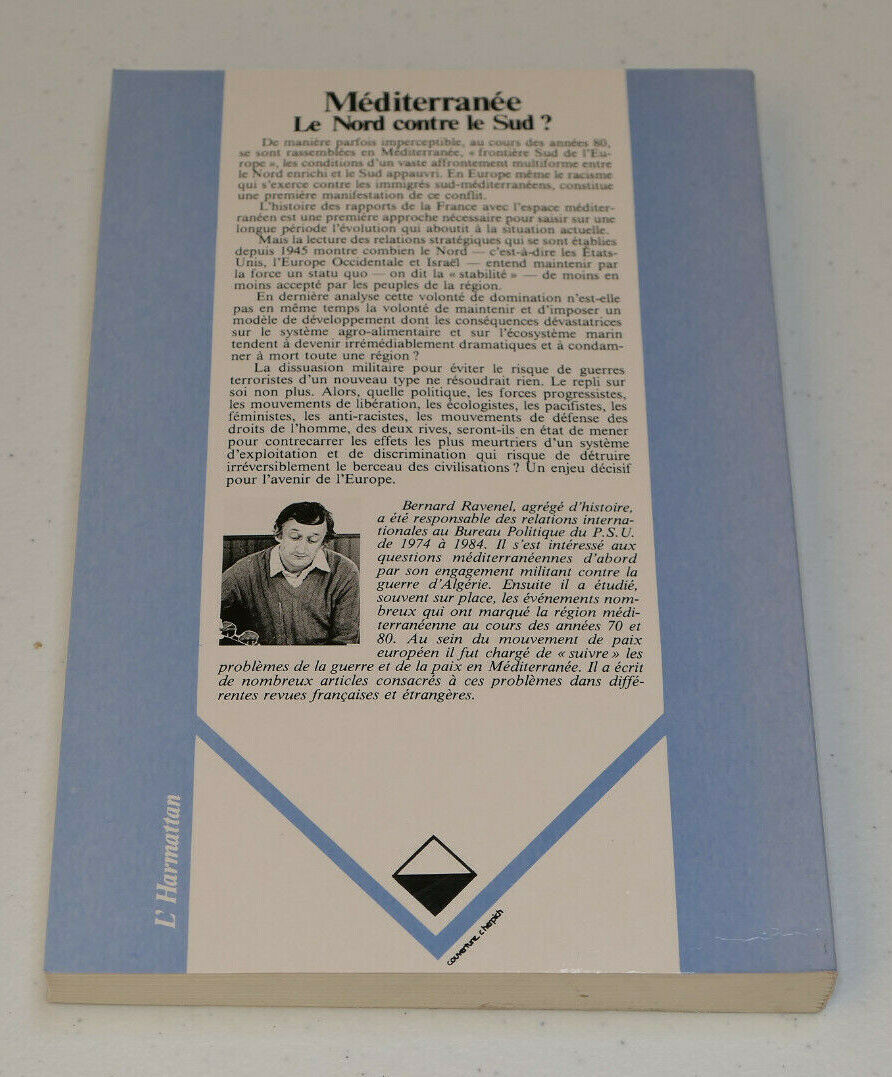 Méditerranée
Le Nord contre le Sud ?
De manière parfois imperceptible, au cours des années 80,
se sont rassemblées en Méditerranée, « frontière Sud de l'Eu-
rope », les conditions d'un vaste affrontement multiforme entre
le Nord enrichi et le Sud appauvri. En Europe même le racisme
qui s'exerce contre les immigrés sud-méditerranéens, constitue
une première manifestation de ce conflit.
L'histoire des rapports de la France avec l'espace méditer-
ranéen est une première approche nécessaire pour saisir sur une
longue période l'évolution qui aboutit à la situation actuelle.
Mais la lecture des relations stratégiques qui se sont établies
depuis 1945 montre combien le Nord — c'est-à-dire les États-
Unis, l'Europe Occidentale et Israël — entend maintenir par
la force un statu quo — on dit la « stabilité » — de moins en
moins accepté par les peuples de la région.
En dernière analyse cette volonté de domination n'est-elle
pas en même temps la volonté de maintenir et d'imposer un
modèle de développement dont les conséquences dévastatrices
sur le système agro-alimentaire et sur l'écosystème marin
tendent à devenir irrémédiablement dramatiques et à condam-
ner à mort toute une région ?
La dissuasion militaire pour éviter le risque de guerres
terroristes d'un nouveau type ne résoudrait rien. Le repli sur
soi non plus. Alors, quelle politique, les forces progressistes,
les mouvements de libération, les écologistes, les pacifistes, les
féministes, les anti-racistes, les mouvements de défense des
droits de l'homme, des deux rives, seront-ils en état de mener
pour contrecarrer les effets les plus meurtriers d'un système
d'exploitation et de discrimination qui risque de détruire
irréversiblement le berceau des civilisations ? Un enjeu décisif
pour l'avenir de l'Europe.
Bernard Ravenel, agrégé d'histoire,
a été responsable des relations interna-
tionales au Bureau Politique du P.S.U.
de 1974 à 1984. Il s'est intéressé aux
questions méditerranéennes d'abord
par son engagement militant contre la
guerre d'Algérie. Ensuite il a étudié,
souvent sur place, les événements nom-
breux qui ont marqué la région médi-
terranéenne au cours des années 70 et
80. Au sein du mouvement de paix
européen il fut chargé de « suivre » les
problèmes de la guerre et de la paix en Méditerranée. Il a écrit
de nombreux articles consacrés à ces problèmes dans diffé-
rentes revues françaises et étrangères.
L'Harmattan
couverture. c herpich